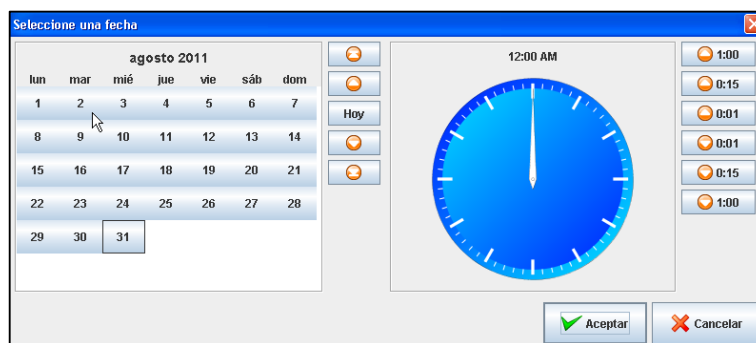 Seleccione una fecha
agosto 2011
lun mar mié jue vie sáb dom
1 2 3 4 5 6 7
8 9 10 11 12 13 14
15 16 17 18 19 20 21
22 23 24 25 26 27 28
29 30 31
Hoy
12:00 AM
1:00
0:15
0:01
0:01
0:15
1:00
Aceptar
Cancelar